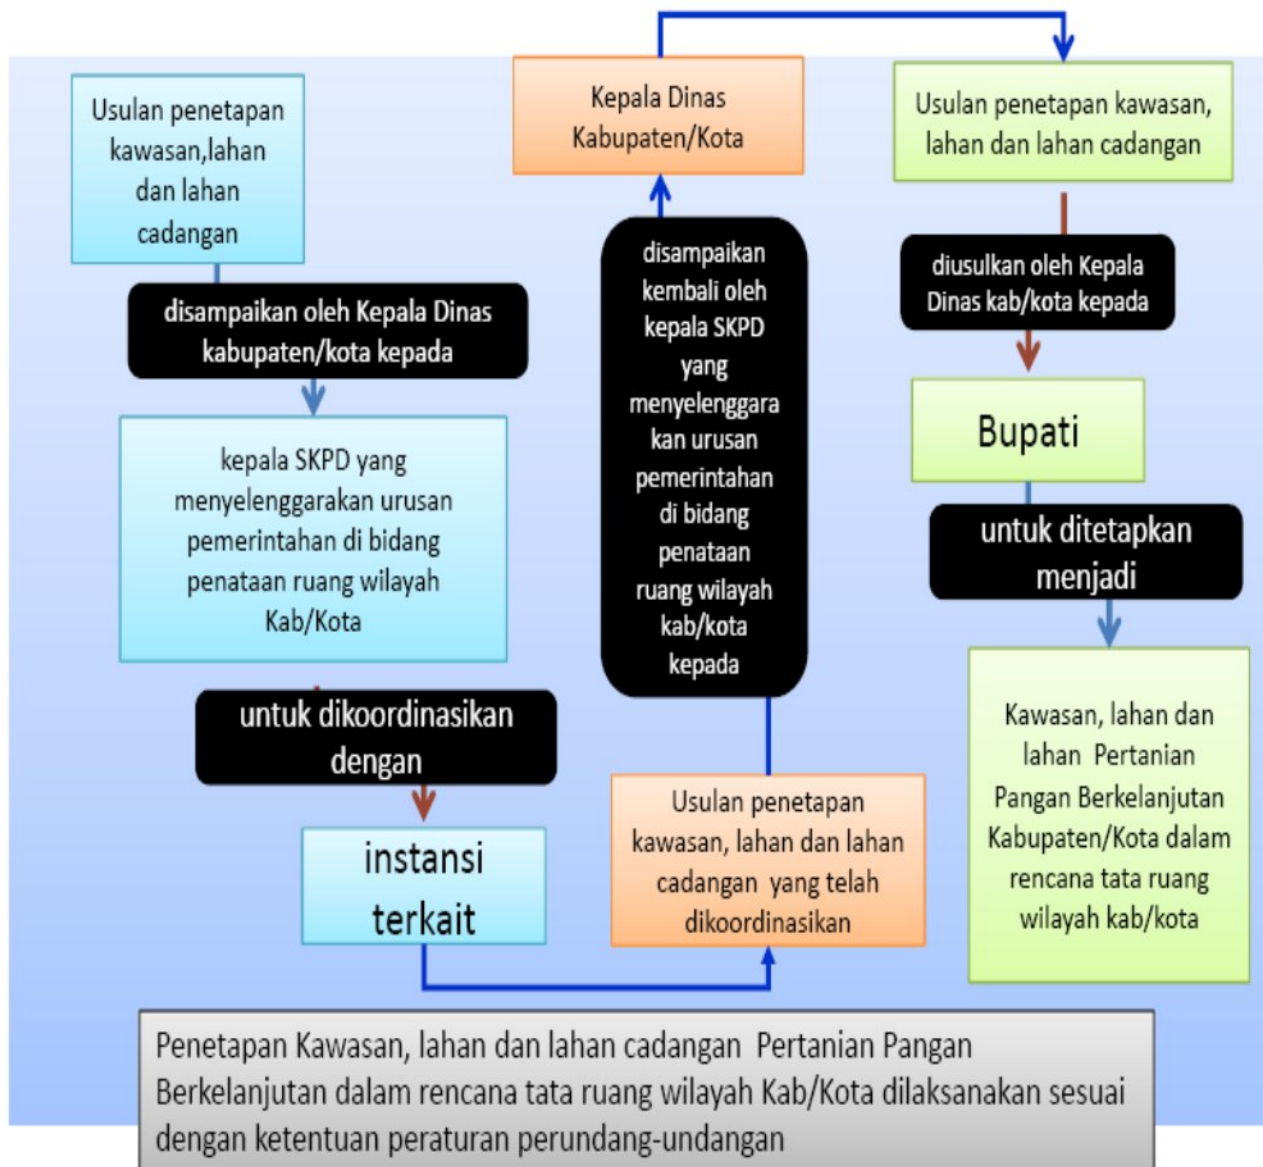 Usulan penetapan
kawasan,lahan
dan lahan
cadangan
disampaikan oleh Kepala Dinas
kabupaten/kota kepada
kepala SKPD yang
menyelenggarakan urusan
pemerintahan di bidang
penataan ruang wilayah
Kab/Kota
untuk dikoordinasikan
dengan
instansi
terkait
Usulan penetapan
kawasan, lahan dan lahan
cadangan yang telah
dikoordinasikan
disampaikan
kembali oleh
kepala SKPD
yang
menyelenggara
kan urusan
pemerintahan
di bidang
penataan
ruang wilayah
kab/kota
kepada
Kepala Dinas
Kabupaten/Kota
Usulan penetapan kawasan,
lahan dan lahan cadangan
diusulkan oleh Kepala
Dinas kab/kota kepada
Bupati
untuk ditetapkan
menjadi
Kawasan, lahan dan
lahan Pertanian
Pangan Berkelanjutan
Kabupaten/Kota dalam
rencana tata ruang
wilayah kab/kota
Penetapan Kawasan, lahan dan lahan cadangan Pertanian Pangan
Berkelanjutan dalam rencana tata ruang wilayah Kab/Kota dilaksanakan sesuai
dengan ketentuan peraturan perundang-undangan